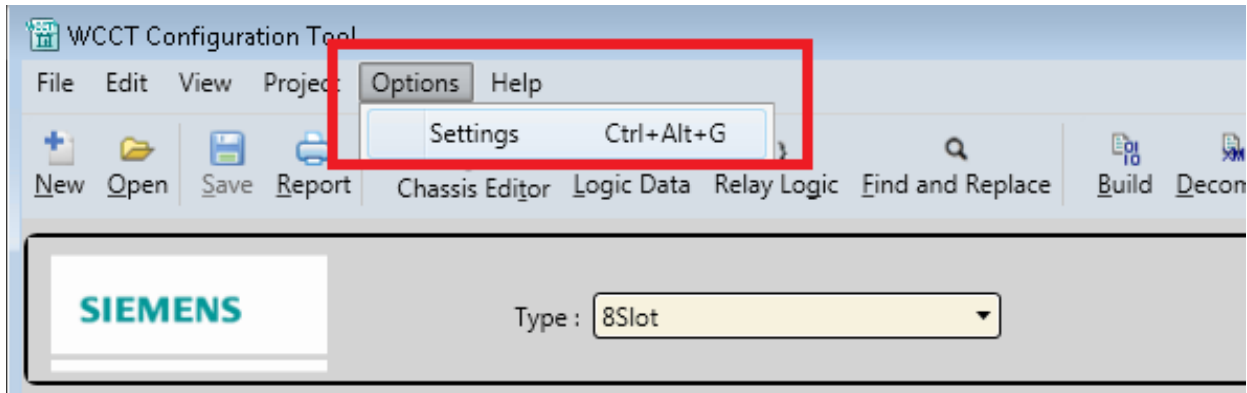 WCCT Configuration Tool
File Edit View Project Options Help
Settings Ctrl+Alt+G
New Open Save Report Chassis Editor Logic Data Relay Logic Find and Replace Build
SIEMENS
Type : 8Slot